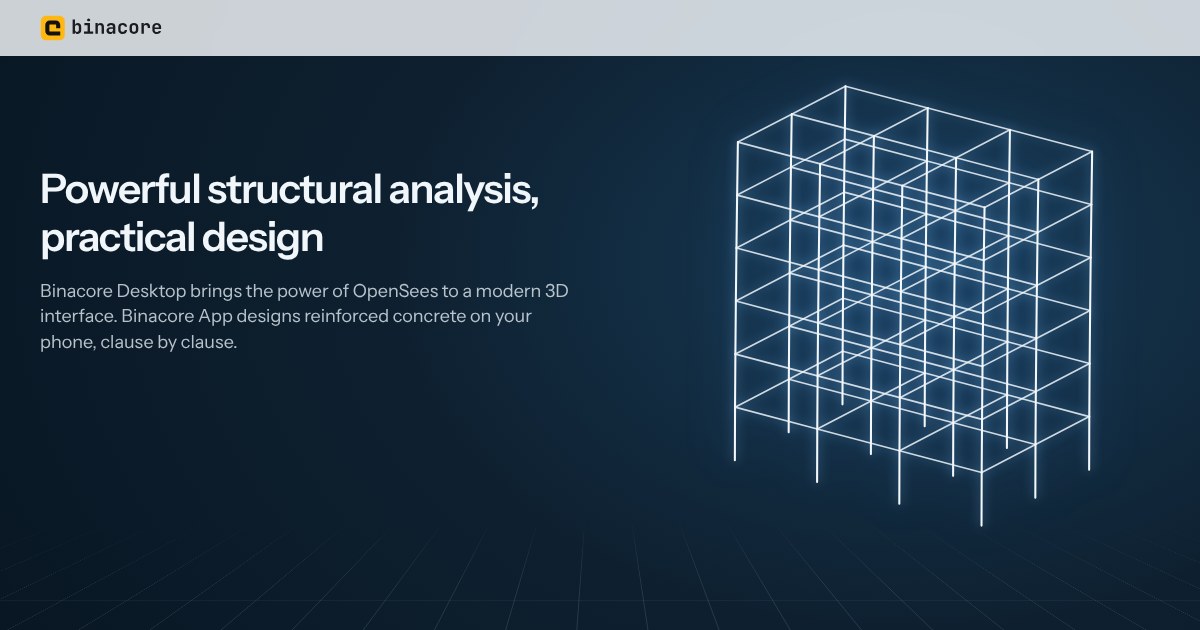 binacore
Powerful structural analysis,
practical design
Binacore Desktop brings the power of OpenSees to a modern 3D
interface. Binacore App designs reinforced concrete on your
phone, clause by clause.